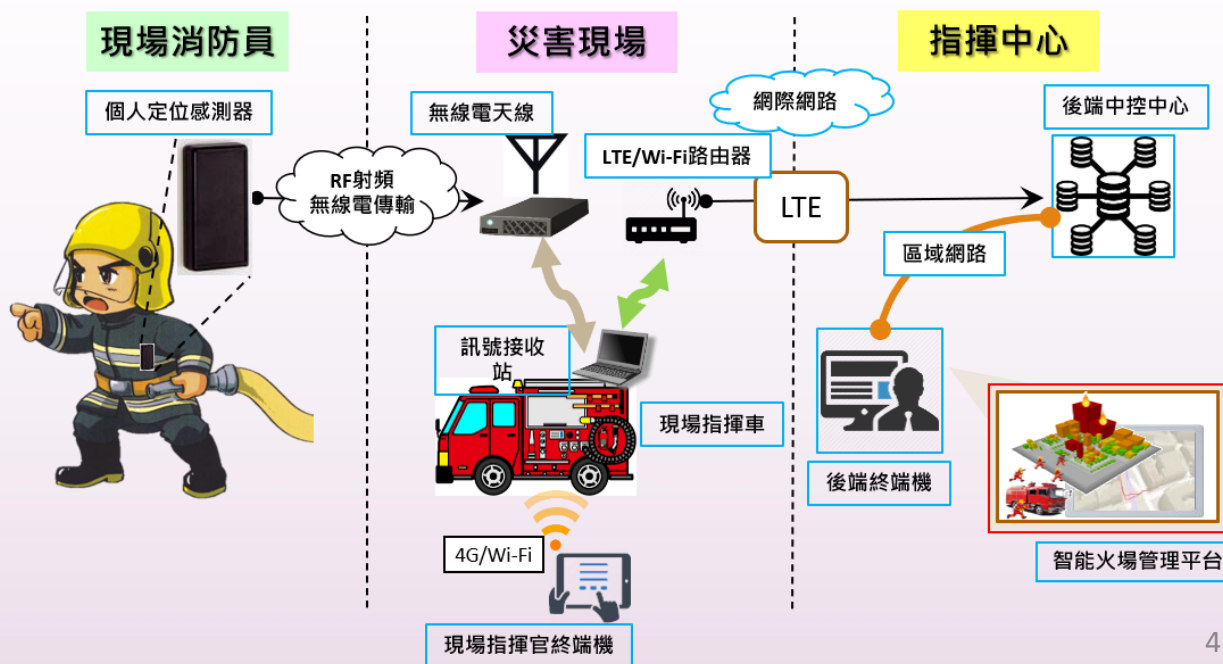 現場消防員
災害現場
指揮中心
個人定位感測器
無線電天線
網際網路
後端中控中心
LTE/Wi-Fi路由器
RF射頻
無線電傳輸
LTE
區域網路
訊號接收
站
現場指揮車
後端終端機
4G/Wi-Fi
智能火場管理平台
現場指揮官終端機
4